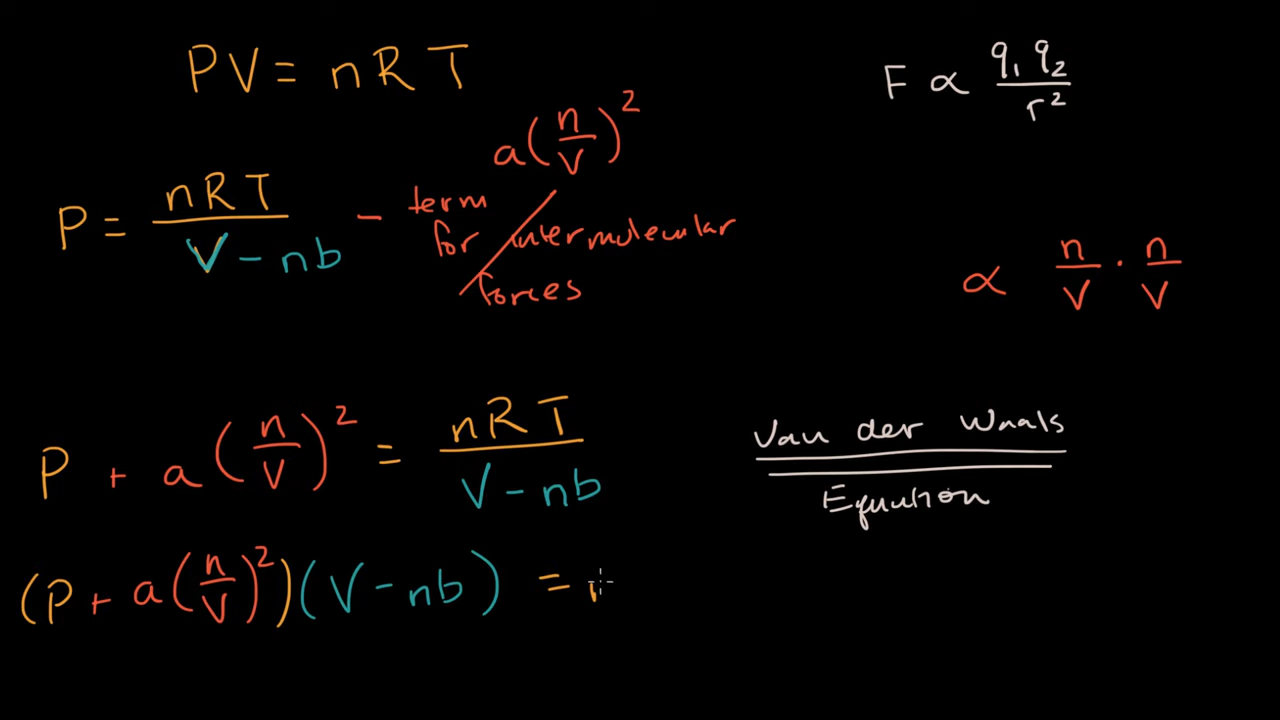 PV = nRT
F ∝ q₁q₂ / r²
a(n/V)²
P = nRT / (V - nb) - term for intermolecular forces
∝ n/V · n/V
P + a(n/V)² = nRT / (V - nb)
Van der Waals
Equation
(P + a(n/V)²)(V - nb) =